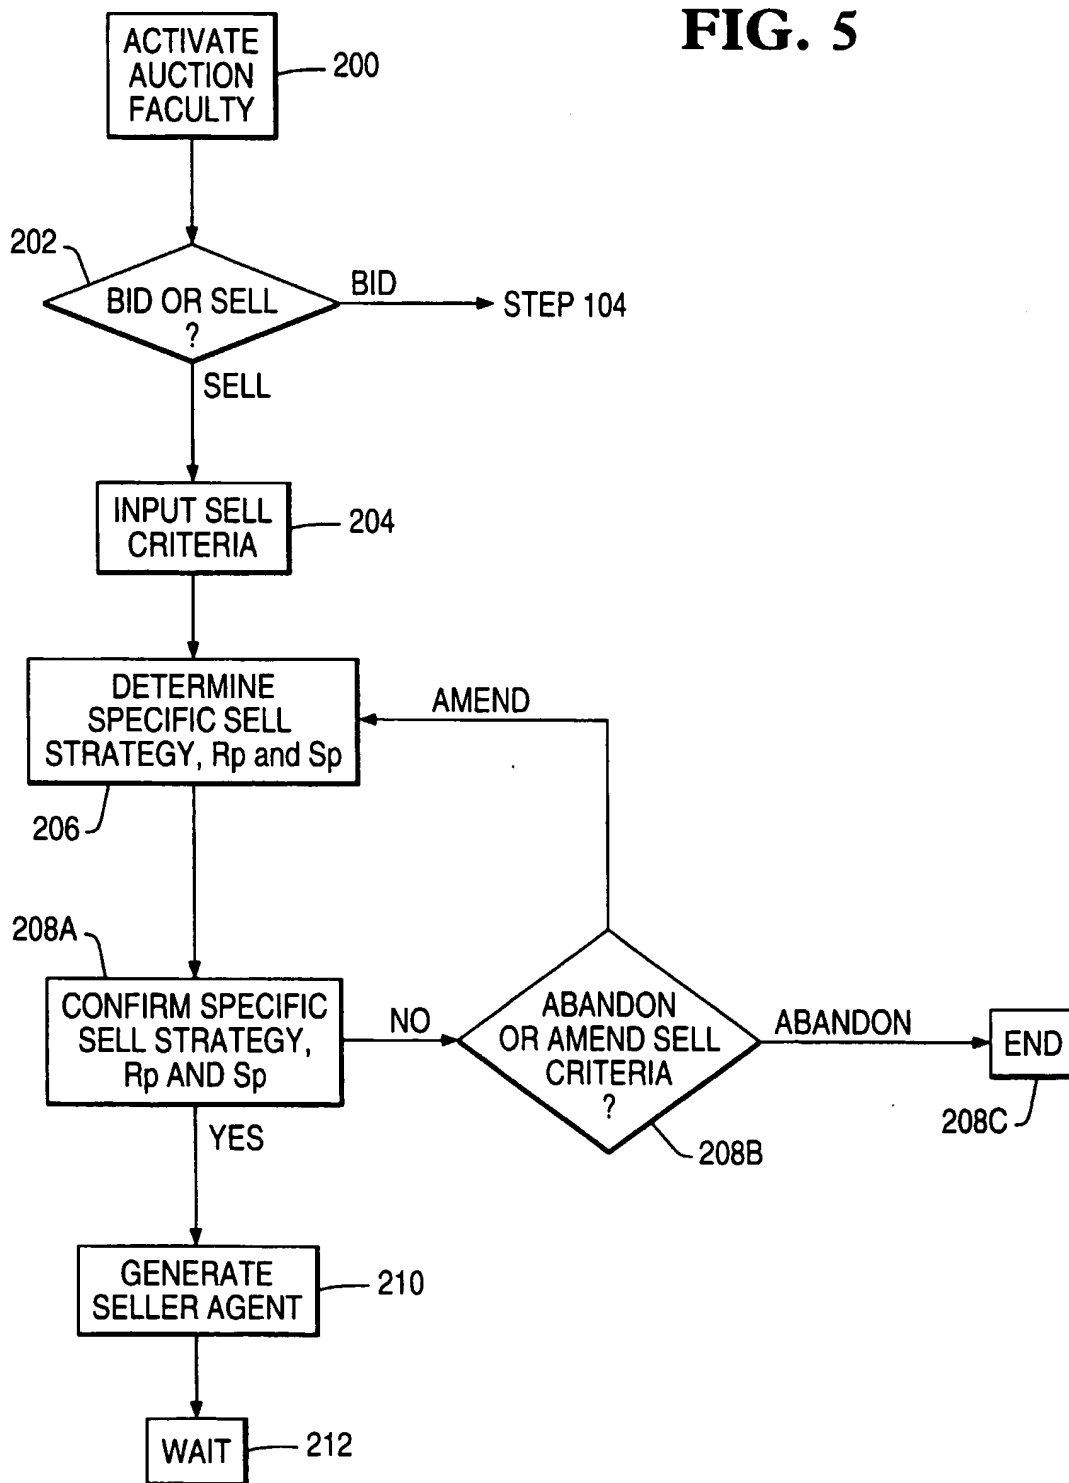 FIG. 5
ACTIVATE
AUCTION
FACULTY
200
202
BID OR SELL
?
BID
STEP 104
SELL
INPUT SELL
CRITERIA
204
DETERMINE
SPECIFIC SELL
STRATEGY, Rp and Sp
206
AMEND
208A
CONFIRM SPECIFIC
SELL STRATEGY,
Rp AND Sp
NO
YES
ABANDON
OR AMEND SELL
CRITERIA
?
208B
ABANDON
END
208C
GENERATE
SELLER AGENT
210
WAIT
212